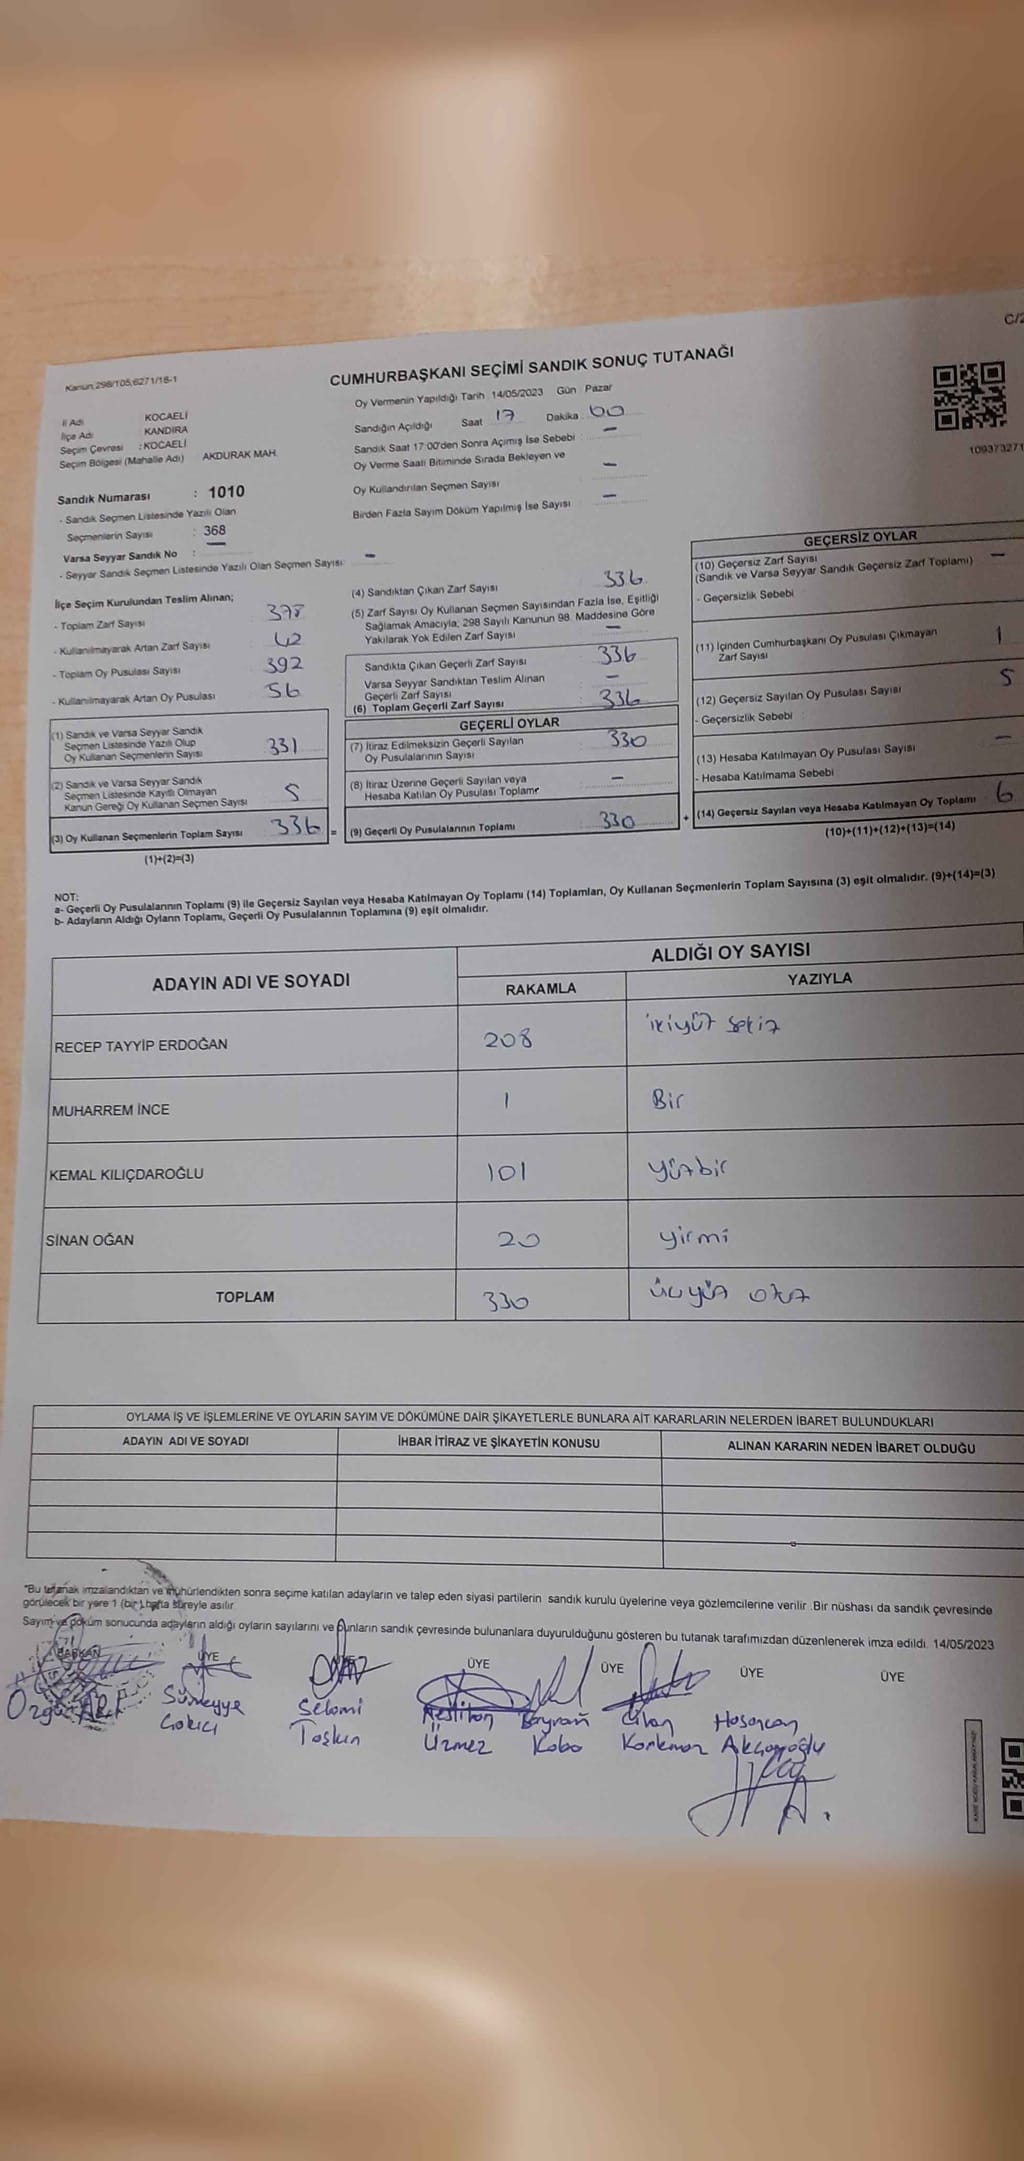 C/2
Kanun;298/105;6271/16-1
CUMHURBAŞKANI SEÇİMİ SANDIK SONUÇ TUTANAĞI
İl Adı KOCAELİ
İlçe Adı KANDIRA
Seçim Çevresi : KOCAELİ
Seçim Bölgesi (Mahalle Adı) AKDURAK MAH.
Oy Vermenin Yapıldığı Tarih 14/05/2023 Gün Pazar
Sandığın Açıldığı Saat 17 Dakika 00
Sandık Saat 17:00'den Sonra Açımış İse Sebebi : —
Oy Verme Saati Bitiminde Sırada Bekleyen ve
Oy Kullandırılan Seçmen Sayısı —
Birden Fazla Sayım Döküm Yapılmış İse Sayısı —
109373271
Sandık Numarası : 1010
- Sandık Seçmen Listesinde Yazılı Olan
Seçmenlerin Sayısı : 368
Varsa Seyyar Sandık No : —
- Seyyar Sandık Seçmen Listesinde Yazılı Olan Seçmen Sayısı: —
İlçe Seçim Kurulundan Teslim Alınan;
- Toplam Zarf Sayısı 378
- Kullanılmayarak Artan Zarf Sayısı 42
- Toplam Oy Pusulası Sayısı 392
- Kullanılmayarak Artan Oy Pusulası 56
(1) Sandık ve Varsa Seyyar Sandık
Seçmen Listesinde Yazılı Olup
Oy Kullanan Seçmenlerin Sayısı 331
(2) Sandık ve Varsa Seyyar Sandık
Seçmen Listesinde Kayıtlı Olmayan
Kanun Gereği Oy Kullanan Seçmen Sayısı 5
(3) Oy Kullanan Seçmenlerin Toplam Sayısı 336 =
(1)+(2)=(3)
(4) Sandıktan Çıkan Zarf Sayısı 336
(5) Zarf Sayısı Oy Kullanan Seçmen Sayısından Fazla İse, Eşitliği
Sağlamak Amacıyla, 298 Sayılı Kanunun 98. Maddesine Göre
Yakılarak Yok Edilen Zarf Sayısı —
Sandıkta Çıkan Geçerli Zarf Sayısı 336
Varsa Seyyar Sandıktan Teslim Alınan
Geçerli Zarf Sayısı —
(6) Toplam Geçerli Zarf Sayısı 336
GEÇERLİ OYLAR
(7) İtiraz Edilmeksizin Geçerli Sayılan
Oy Pusulalarının Sayısı 330
(8) İtiraz Üzerine Geçerli Sayılan veya
Hesaba Katılan Oy Pusulası Toplamı —
(9) Geçerli Oy Pusulalarının Toplamı 330 +
GEÇERSİZ OYLAR
(10) Geçersiz Zarf Sayısı
(Sandık ve Varsa Seyyar Sandık Geçersiz Zarf Toplamı) —
- Geçersizlik Sebebi
(11) İçinden Cumhurbaşkanı Oy Pusulası Çıkmayan
Zarf Sayısı 1
(12) Geçersiz Sayılan Oy Pusulası Sayısı 5
- Geçersizlik Sebebi :
(13) Hesaba Katılmayan Oy Pusulası Sayısı —
- Hesaba Katılmama Sebebi
(14) Geçersiz Sayılan veya Hesaba Katılmayan Oy Toplamı 6
(10)+(11)+(12)+(13)=(14)
NOT:
a- Geçerli Oy Pusulalarının Toplamı (9) ile Geçersiz Sayılan veya Hesaba Katılmayan Oy Toplamı (14) Toplamları, Oy Kullanan Seçmenlerin Toplam Sayısına (3) eşit olmalıdır. (9)+(14)=(3)
b- Adayların Aldığı Oyların Toplamı, Geçerli Oy Pusulalarının Toplamına (9) eşit olmalıdır.
ADAYIN ADI VE SOYADI
ALDIĞI OY SAYISI
RAKAMLA YAZIYLA
RECEP TAYYİP ERDOĞAN 208 ikiyüz sekiz
MUHARREM İNCE 1 Bir
KEMAL KILIÇDAROĞLU 101 yüzbir
SİNAN OĞAN 20 yirmi
TOPLAM 330 üçyüz otuz
OYLAMA İŞ VE İŞLEMLERİNE VE OYLARIN SAYIM VE DÖKÜMÜNE DAİR ŞİKAYETLERLE BUNLARA AİT KARARLARIN NELERDEN İBARET BULUNDUKLARI
ADAYIN ADI VE SOYADI İHBAR İTİRAZ VE ŞİKAYETİN KONUSU ALINAN KARARIN NEDEN İBARET OLDUĞU
"Bu tutanak imzalandıktan ve mühürlendikten sonra seçime katılan adayların ve talep eden siyasi partilerin sandık kurulu üyelerine veya gözlemcilerine verilir. Bir nüshası da sandık çevresinde
görülecek bir yere 1 (bir) hafta süreyle asılır.
Sayım ve döküm sonucunda adayların aldığı oyların sayılarını ve bunların sandık çevresinde bulunanlara duyurulduğunu gösteren bu tutanak tarafımızdan düzenlenerek imza edildi. 14/05/2023
BAŞKAN ÜYE ÜYE ÜYE ÜYE ÜYE
Süreyye Selami Bayram Cihan Hasancan
Taşkın Üzmez Korkmaz Akçaoğlu